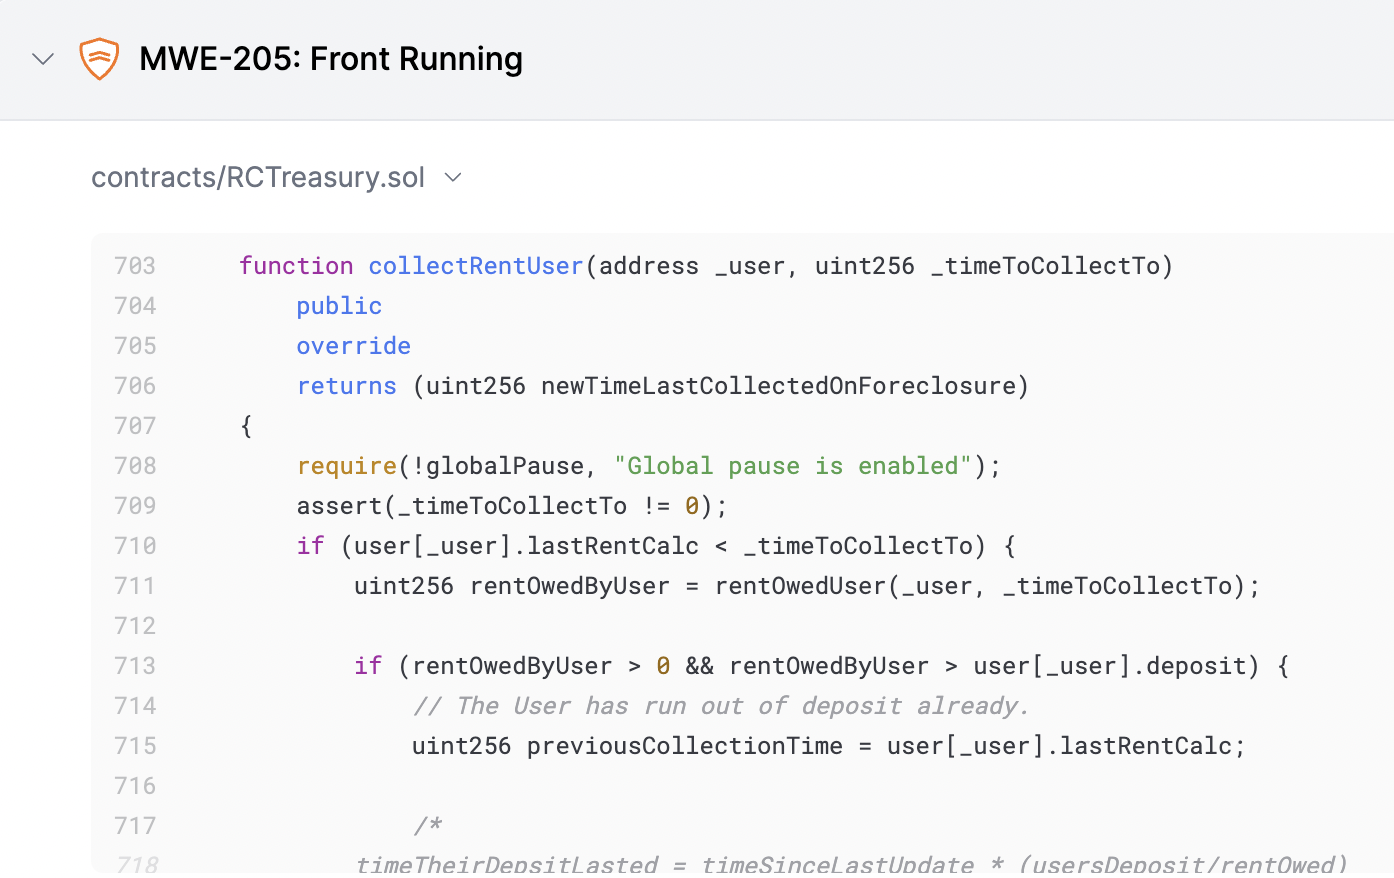 MWE-205: Front Running
contracts/RCTreasury.sol
703 function collectRentUser(address _user, uint256 _timeToCollectTo)
704 public
705 override
706 returns (uint256 newTimeLastCollectedOnForeclosure)
707 {
708 require(!globalPause, "Global pause is enabled");
709 assert(_timeToCollectTo != 0);
710 if (user[_user].lastRentCalc < _timeToCollectTo) {
711 uint256 rentOwedByUser = rentOwedUser(_user, _timeToCollectTo);
712
713 if (rentOwedByUser > 0 && rentOwedByUser > user[_user].deposit) {
714 // The User has run out of deposit already.
715 uint256 previousCollectionTime = user[_user].lastRentCalc;
716
717 /*
718 timeTheirDepsitLasted = timeSinceLastUpdate * (usersDeposit/rentOwed)